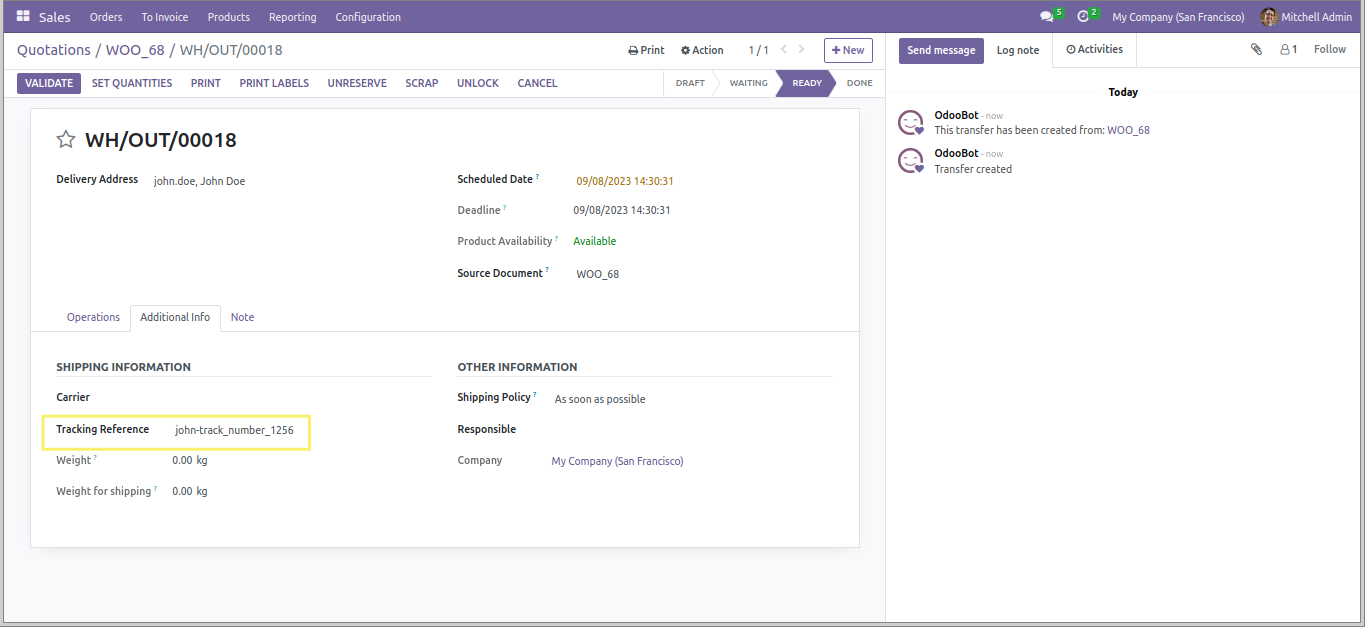 Sales Orders To Invoice Products Reporting Configuration 5 2 My Company (San Francisco) Mitchell Admin
Quotations / WOO_68 / WH/OUT/00018 Print Action 1 / 1 + New
VALIDATE SET QUANTITIES PRINT PRINT LABELS UNRESERVE SCRAP UNLOCK CANCEL DRAFT WAITING READY DONE
WH/OUT/00018
Delivery Address john.doe, John Doe
Scheduled Date ? 09/08/2023 14:30:31
Deadline ? 09/08/2023 14:30:31
Product Availability ? Available
Source Document ? WOO_68
Operations Additional Info Note
SHIPPING INFORMATION
Carrier
Tracking Reference john-track_number_1256
Weight ? 0.00 kg
Weight for shipping ? 0.00 kg
OTHER INFORMATION
Shipping Policy ? As soon as possible
Responsible
Company My Company (San Francisco)
Send message Log note Activities 1 Follow
Today
OdooBot - now
This transfer has been created from: WOO_68
OdooBot - now
Transfer created